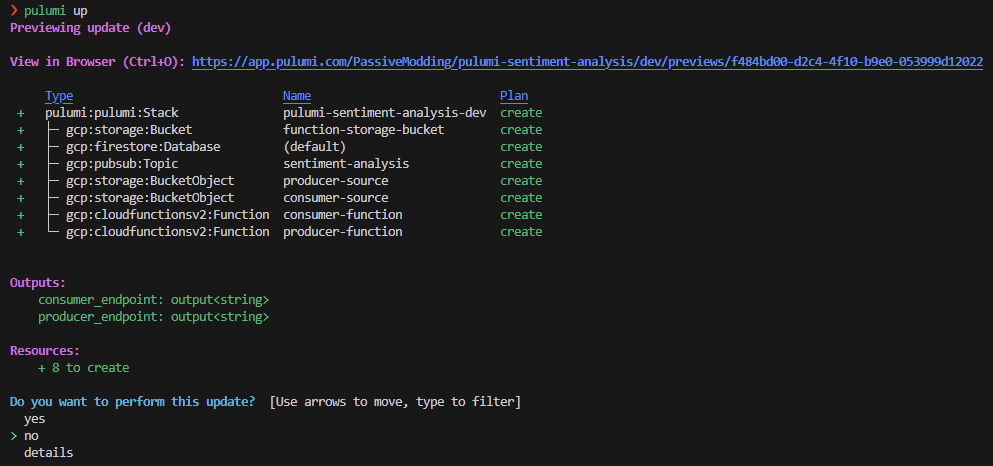 ❯ pulumi up
Previewing update (dev)
View in Browser (Ctrl+O): https://app.pulumi.com/PassiveModding/pulumi-sentiment-analysis/dev/previews/f484bd00-d2c4-4f10-b9e0-053999d12022
Type Name Plan
+ pulumi:pulumi:Stack pulumi-sentiment-analysis-dev create
+ ├─ gcp:storage:Bucket function-storage-bucket create
+ ├─ gcp:firestore:Database (default) create
+ ├─ gcp:pubsub:Topic sentiment-analysis create
+ ├─ gcp:storage:BucketObject producer-source create
+ ├─ gcp:storage:BucketObject consumer-source create
+ ├─ gcp:cloudfunctionsv2:Function consumer-function create
+ └─ gcp:cloudfunctionsv2:Function producer-function create
Outputs:
consumer_endpoint: output<string>
producer_endpoint: output<string>
Resources:
+ 8 to create
Do you want to perform this update? [Use arrows to move, type to filter]
yes
> no
details